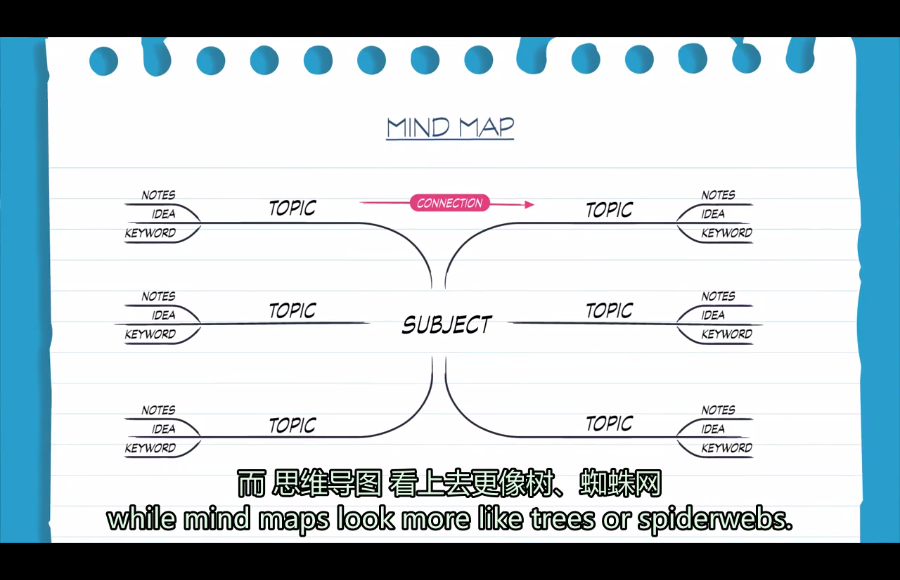 MIND MAP
NOTES
IDEA
KEYWORD
TOPIC
CONNECTION
TOPIC
NOTES
IDEA
KEYWORD
NOTES
IDEA
KEYWORD
TOPIC
SUBJECT
TOPIC
NOTES
IDEA
KEYWORD
NOTES
IDEA
KEYWORD
TOPIC
TOPIC
NOTES
IDEA
KEYWORD
而 思维导图 看上去更像树、蜘蛛网
while mind maps look more like trees or spiderwebs.